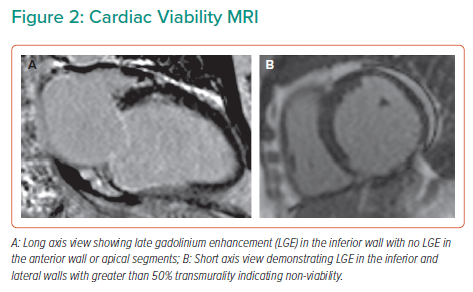 Figure 2: Cardiac Viability MRI
A
B
A: Long axis view showing late gadolinium enhancement (LGE) in the inferior wall with no LGE in
the anterior wall or apical segments; B: Short axis view demonstrating LGE in the inferior and
lateral walls with greater than 50% transmurality indicating non-viability.